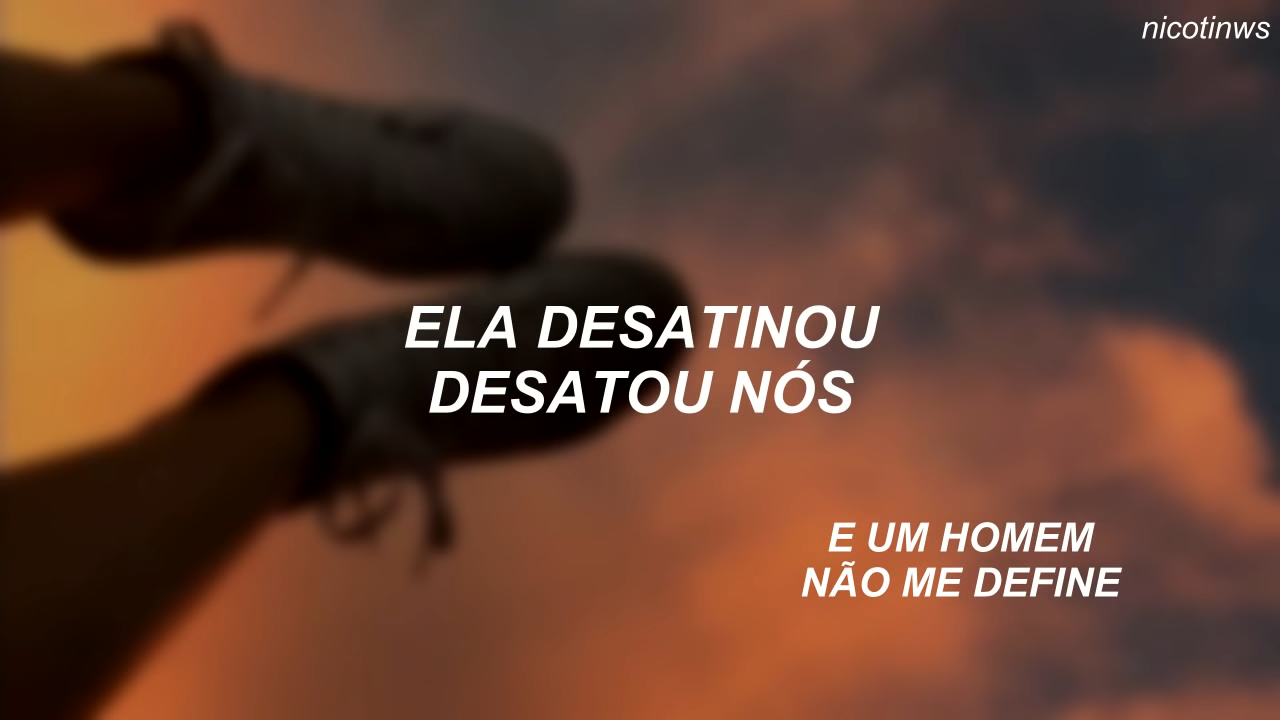 nicotinws
ELA DESATINOU
DESATOU NÓS
E UM HOMEM
NÃO ME DEFINE